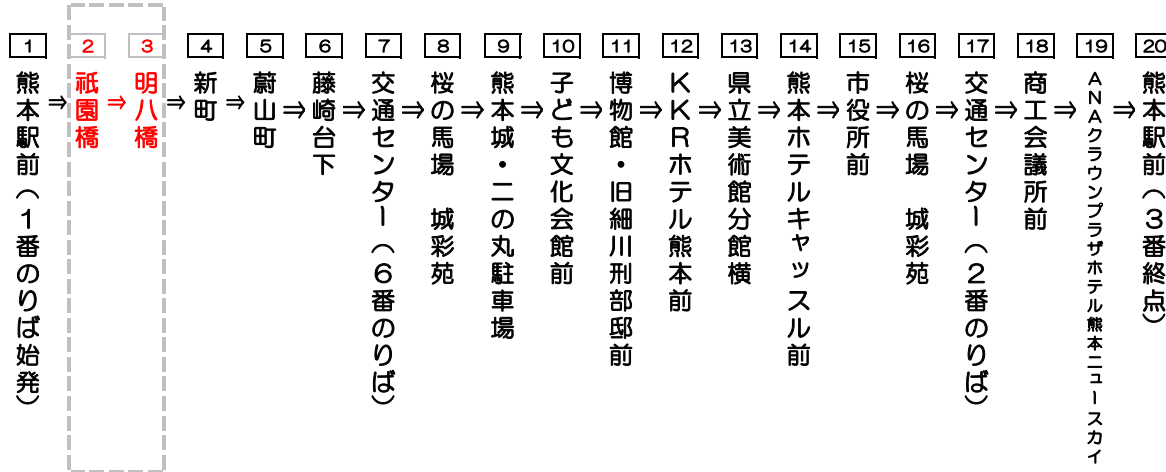 1
熊本駅前（１番のりば始発）
⇒
2
祇園橋
⇒
3
明八橋
⇒
4
新町
⇒
5
蔚山町
⇒
6
藤崎台下
⇒
7
交通センター（６番のりば）
⇒
8
桜の馬場　城彩苑
⇒
9
熊本城・二の丸駐車場
⇒
10
子ども文化会館前
⇒
11
博物館・旧細川刑部邸前
⇒
12
ＫＫＲホテル熊本前
⇒
13
県立美術館分館横
⇒
14
熊本ホテルキャッスル前
⇒
15
市役所前
⇒
16
桜の馬場　城彩苑
⇒
17
交通センター（２番のりば）
⇒
18
商工会議所前
⇒
19
ＡＮＡクラウンプラザホテル熊本ニュースカイ
⇒
20
熊本駅前（３番終点）